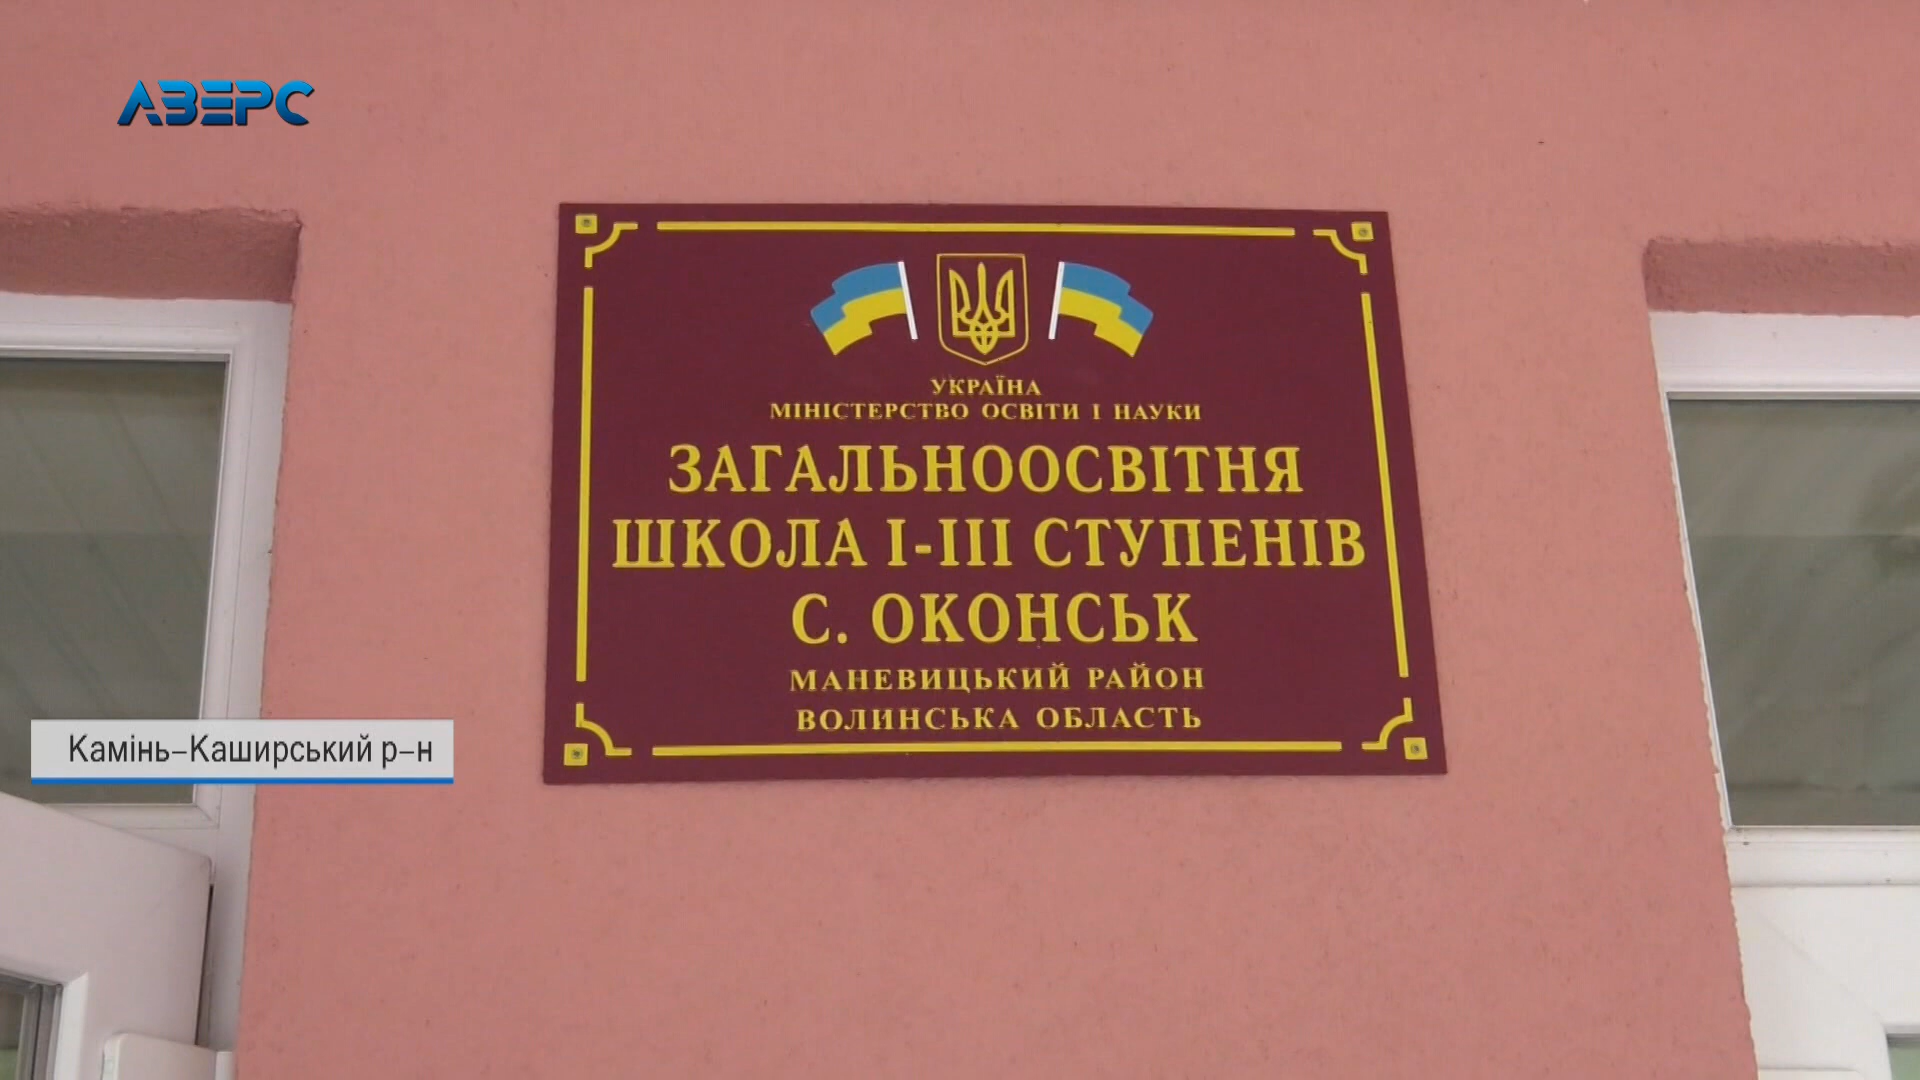 АВЕРС
УКРАЇНА
МІНІСТЕРСТВО ОСВІТИ І НАУКИ
ЗАГАЛЬНООСВІТНЯ
ШКОЛА І-ІІІ СТУПЕНІВ
С. ОКОНСЬК
МАНЕВИЦЬКИЙ РАЙОН
ВОЛИНСЬКА ОБЛАСТЬ
Камінь–Каширський р–н